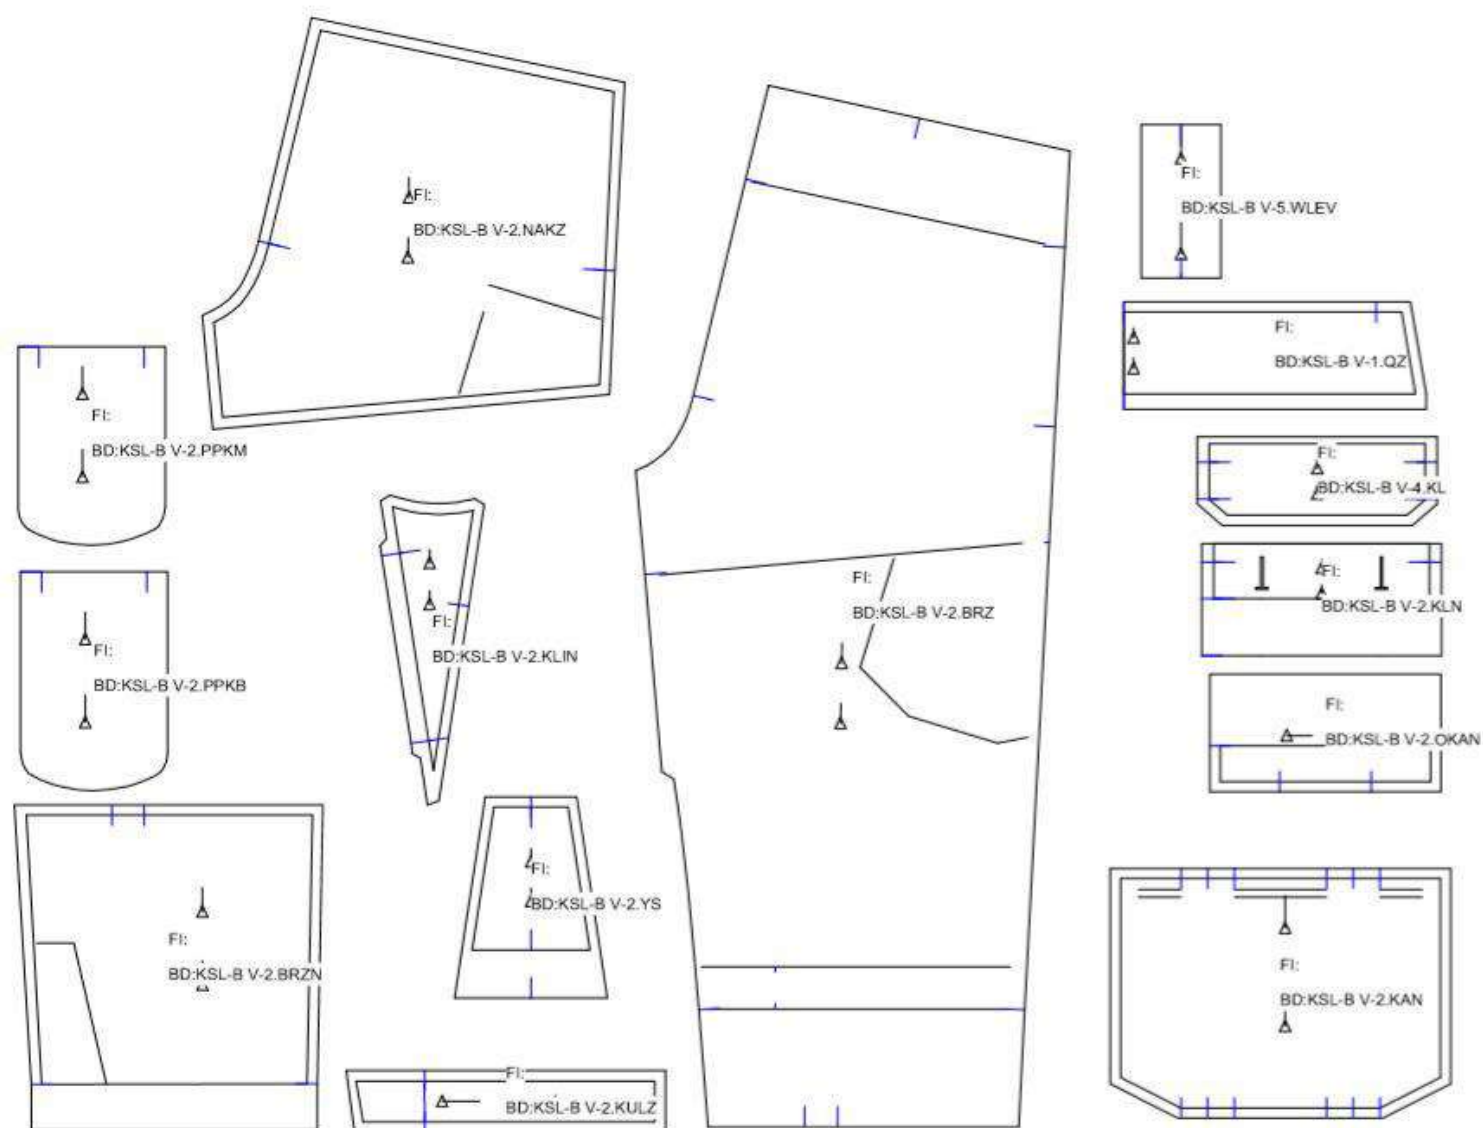 FI:
BD:KSL-B V-2.NAKZ
FI:
BD:KSL-B V-5.WLEV
FI:
BD:KSL-B V-1.QZ
FI:
BD:KSL-B V-2.PPKM
FI:
BD:KSL-B V-4.KL
FI:
BD:KSL-B V-2.KLN
FI:
BD:KSL-B V-2.BRZ
FI:
BD:KSL-B V-2.KLIN
FI:
BD:KSL-B V-2.PPKB
FI:
BD:KSL-B V-2.OKAN
FI:
BD:KSL-B V-2.YS
FI:
BD:KSL-B V-2.BRZN
FI:
BD:KSL-B V-2.KAN
FI:
BD:KSL-B V-2.KULZ